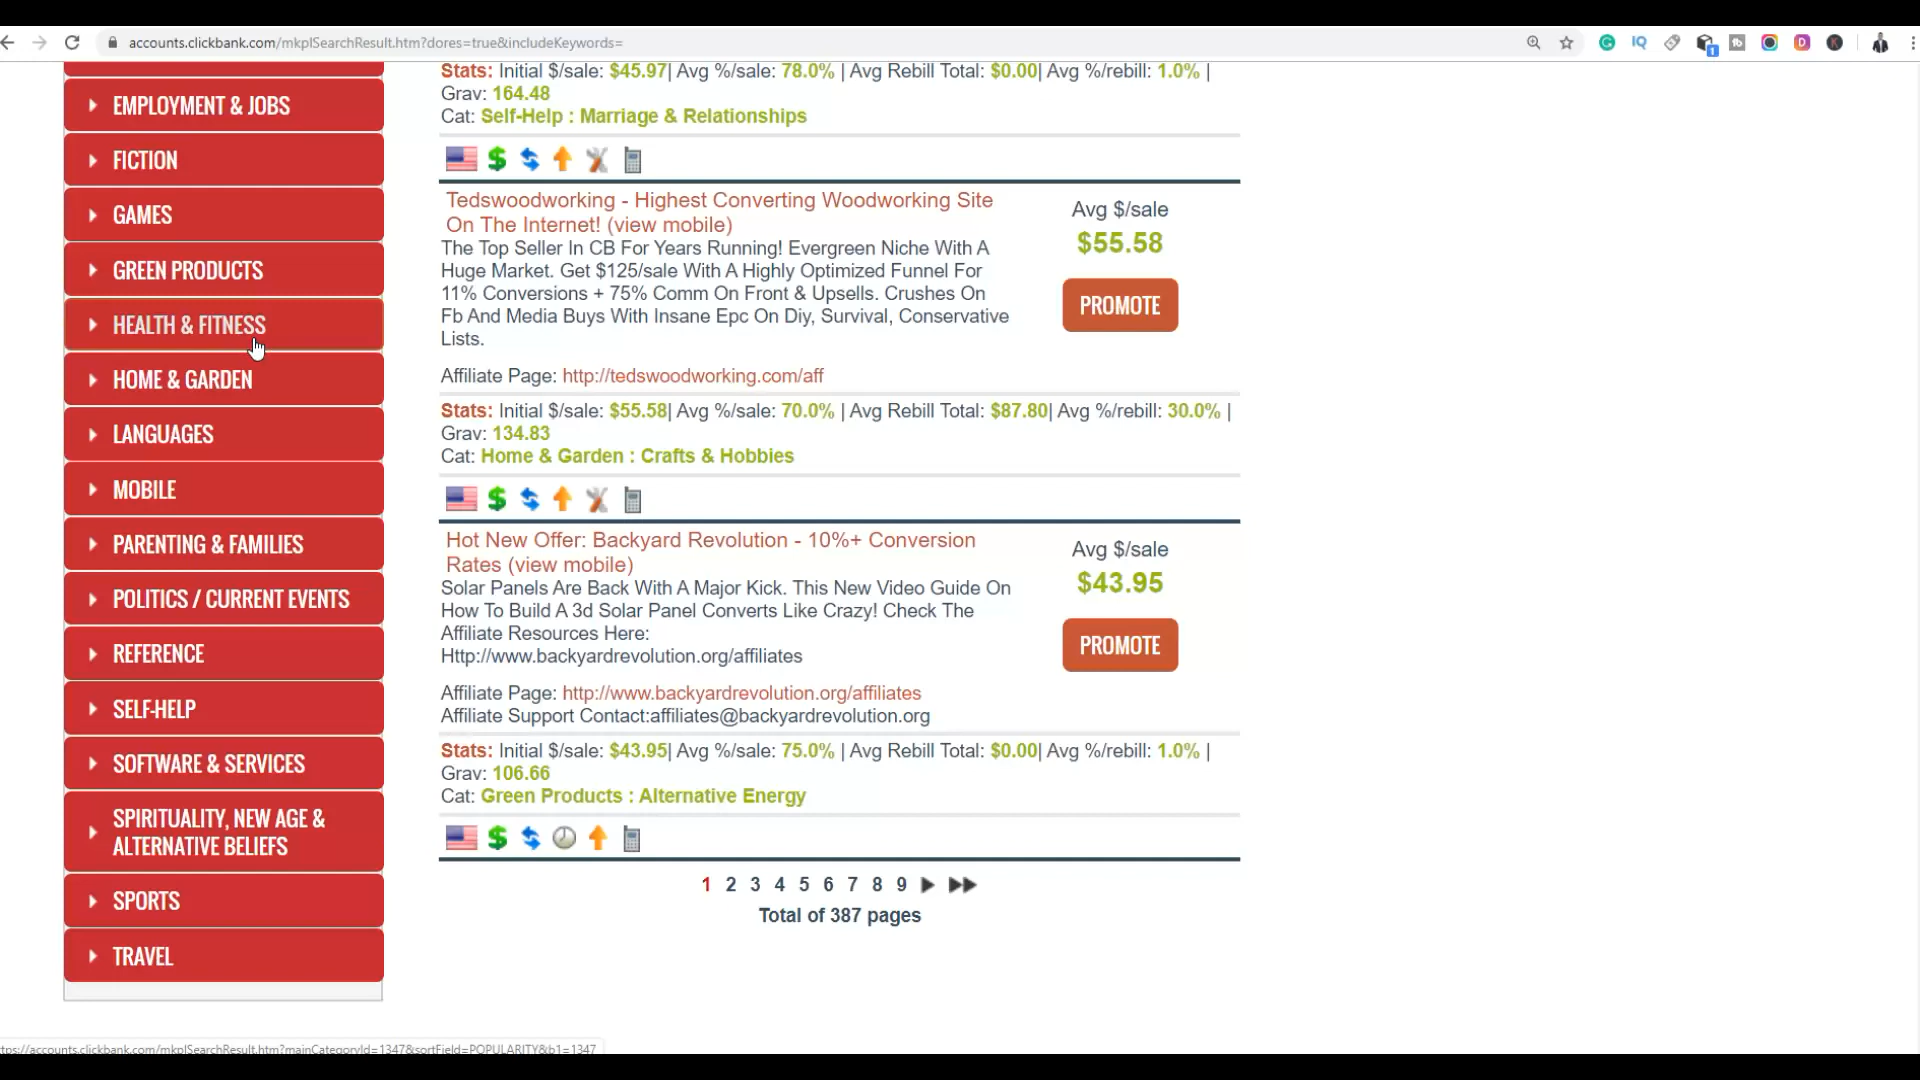 accounts.clickbank.com/mkplSearchResult.htm?dores=true&includeKeywords=
EMPLOYMENT & JOBS
FICTION
GAMES
GREEN PRODUCTS
HEALTH & FITNESS
HOME & GARDEN
LANGUAGES
MOBILE
PARENTING & FAMILIES
POLITICS / CURRENT EVENTS
REFERENCE
SELF-HELP
SOFTWARE & SERVICES
SPIRITUALITY, NEW AGE &
ALTERNATIVE BELIEFS
SPORTS
TRAVEL
Stats: Initial $/sale: $45.97| Avg %/sale: 78.0% | Avg Rebill Total: $0.00| Avg %/rebill: 1.0% |
Grav: 164.48
Cat: Self-Help : Marriage & Relationships
Tedswoodworking - Highest Converting Woodworking Site
On The Internet! (view mobile)
The Top Seller In CB For Years Running! Evergreen Niche With A
Huge Market. Get $125/sale With A Highly Optimized Funnel For
11% Conversions + 75% Comm On Front & Upsells. Crushes On
Fb And Media Buys With Insane Epc On Diy, Survival, Conservative
Lists.
Avg $/sale
$55.58
PROMOTE
Affiliate Page: http://tedswoodworking.com/aff
Stats: Initial $/sale: $55.58| Avg %/sale: 70.0% | Avg Rebill Total: $87.80| Avg %/rebill: 30.0% |
Grav: 134.83
Cat: Home & Garden : Crafts & Hobbies
Hot New Offer: Backyard Revolution - 10%+ Conversion
Rates (view mobile)
Solar Panels Are Back With A Major Kick. This New Video Guide On
How To Build A 3d Solar Panel Converts Like Crazy! Check The
Affiliate Resources Here:
Http://www.backyardrevolution.org/affiliates
Avg $/sale
$43.95
PROMOTE
Affiliate Page: http://www.backyardrevolution.org/affiliates
Affiliate Support Contact:affiliates@backyardrevolution.org
Stats: Initial $/sale: $43.95| Avg %/sale: 75.0% | Avg Rebill Total: $0.00| Avg %/rebill: 1.0% |
Grav: 106.66
Cat: Green Products : Alternative Energy
1 2 3 4 5 6 7 8 9
Total of 387 pages
tps://accounts.clickbank.com/mkplSearchResult.htm?mainCategoryId=1347&sortField=POPULARITY&b1=1347